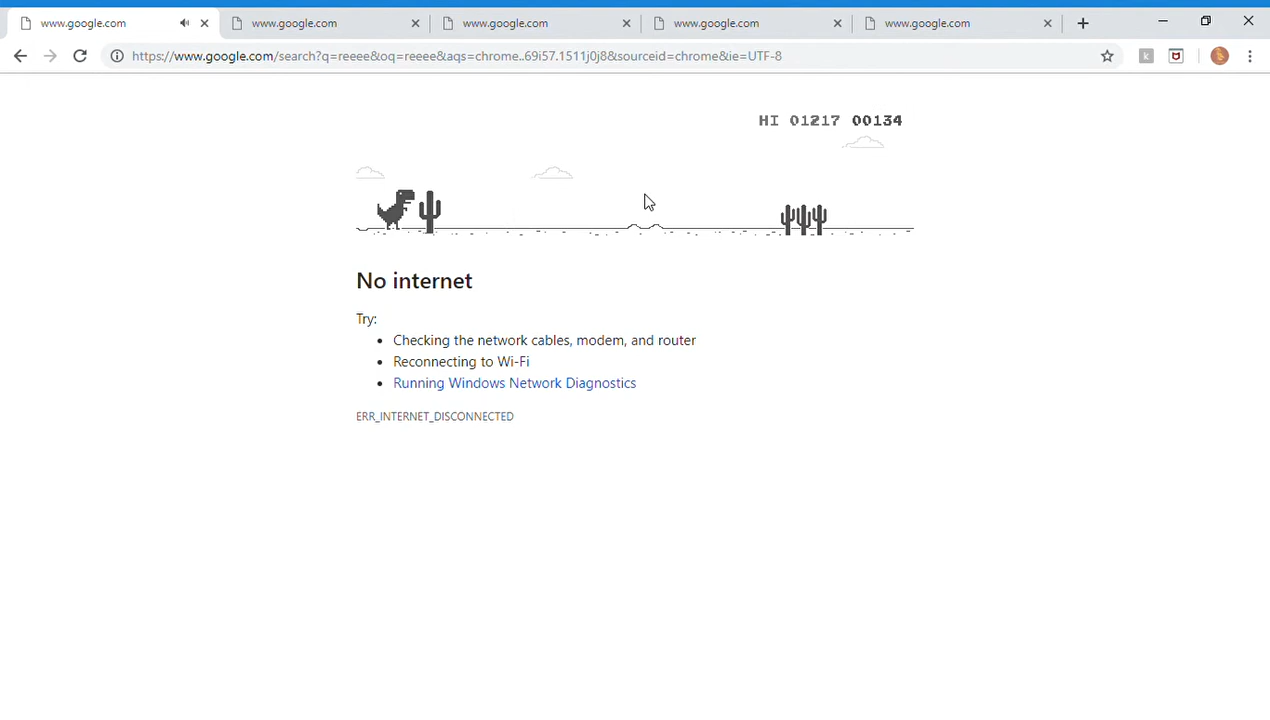 www.google.com www.google.com www.google.com www.google.com www.google.com
https://www.google.com/search?q=reeee&oq=reeee&aqs=chrome..69i57.1511j0j8&sourceid=chrome&ie=UTF-8
HI 01217 00134
No internet
Try:
Checking the network cables, modem, and router
Reconnecting to Wi-Fi
Running Windows Network Diagnostics
ERR_INTERNET_DISCONNECTED